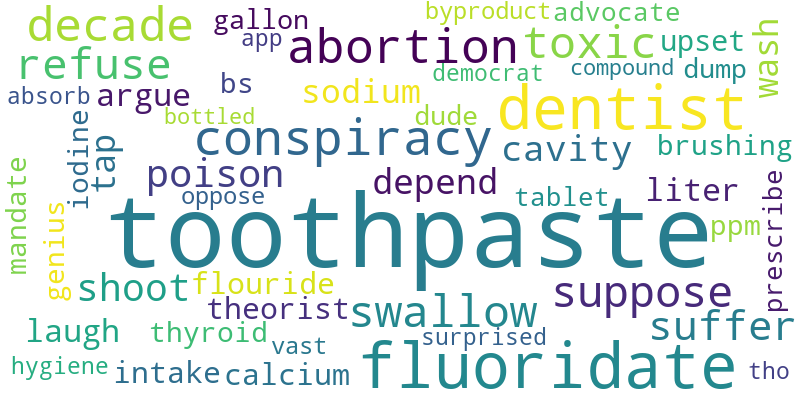 decade
gallon
byproduct
advocate
app
abortion
toxic
upset
wash
refuse
absorb
argue
bs
sodium
democrat
compound
dump
bottled
dude
dentist
iodine
tap
conspiracy
cavity
brushing
mandate
poison
oppose
depend
tablet
liter
prescribe
genius
toothpaste
ppm
shoot
flouride
theorist
swallow
suppose
laugh
thyroid
vast
surprised
suffer
hygiene
intake
calcium
fluoridate
tho